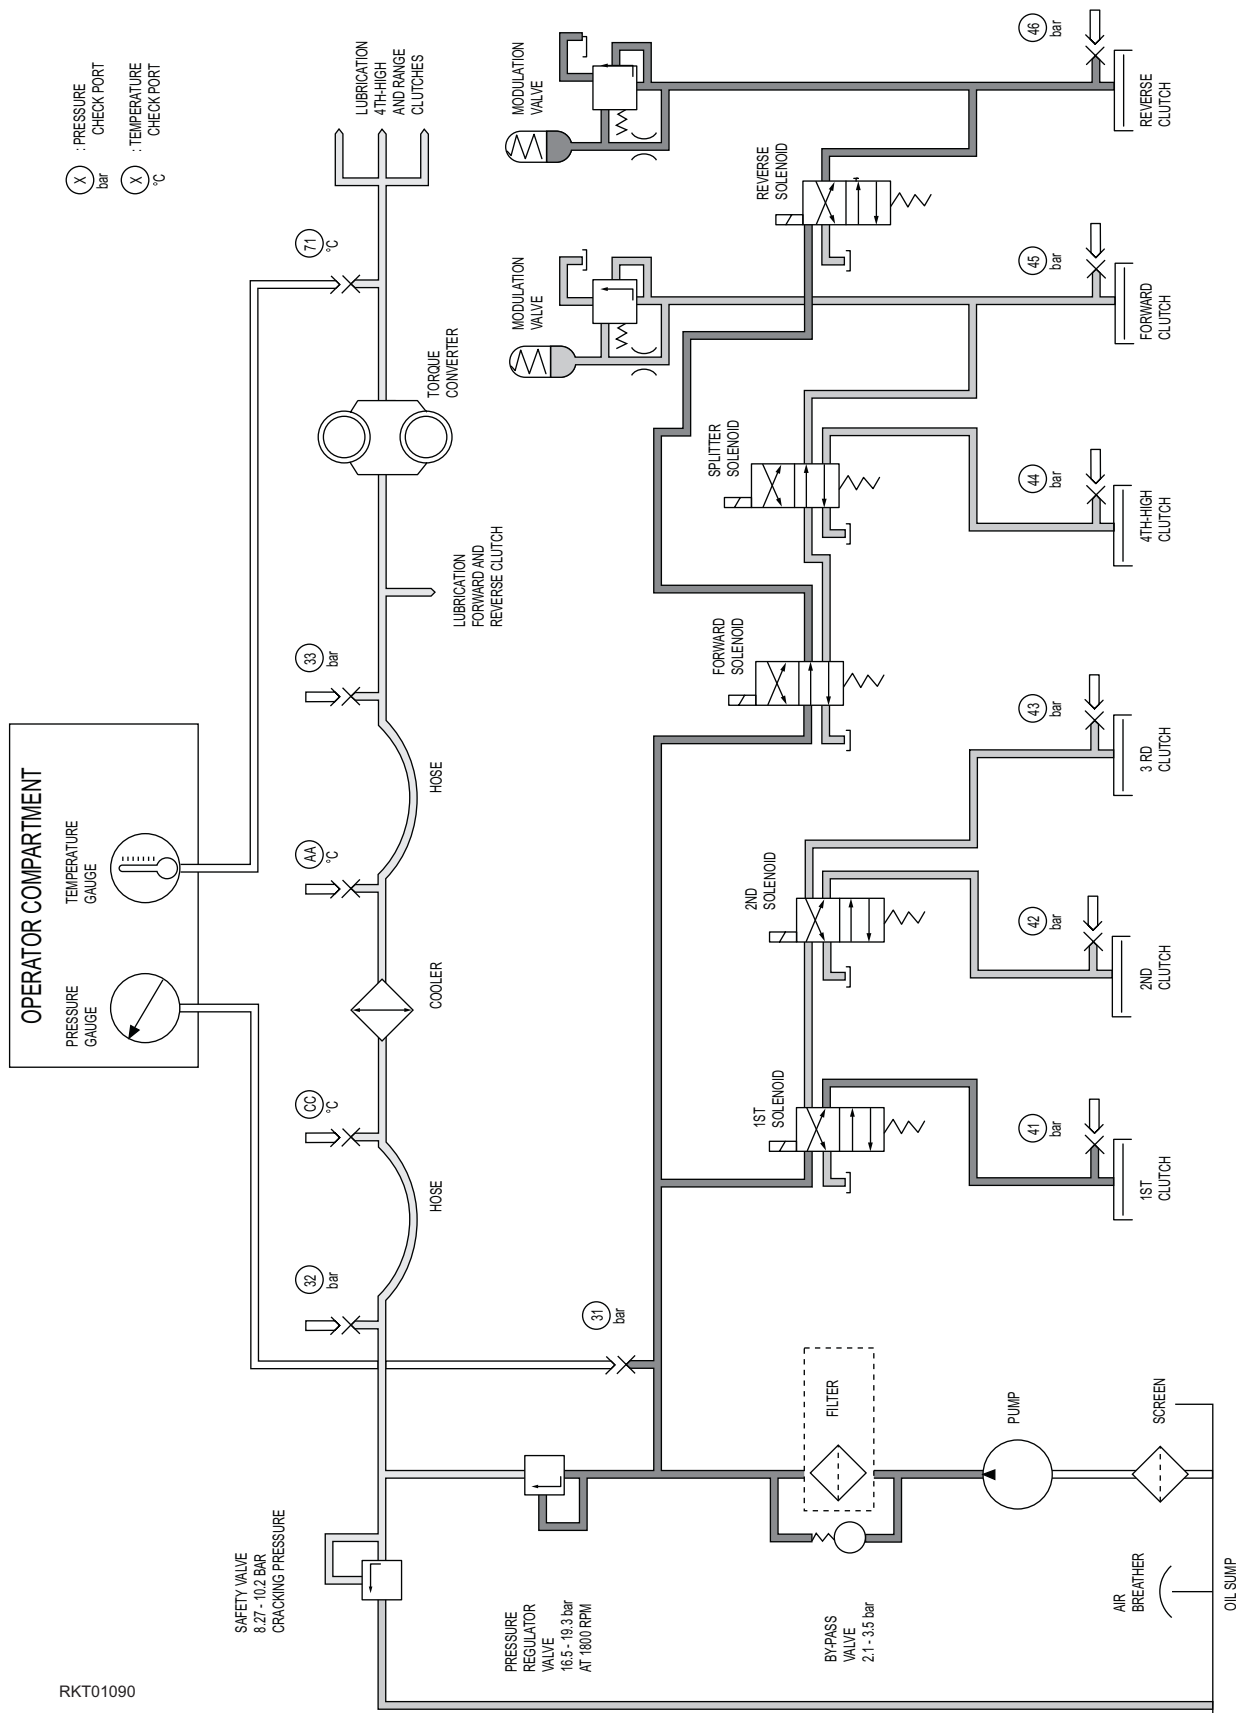 X
: PRESSURE
CHECK PORT
bar
X
: TEMPERATURE
CHECK PORT
°C
OPERATOR COMPARTMENT
PRESSURE
GAUGE
TEMPERATURE
GAUGE
SAFETY VALVE
8.27 - 10.2 BAR
CRACKING PRESSURE
32
bar
HOSE
CC
°C
COOLER
AA
°C
HOSE
33
bar
LUBRICATION
FORWARD AND
REVERSE CLUTCH
TORQUE
CONVERTER
71
°C
LUBRICATION
4TH-HIGH
AND RANGE
CLUTCHES
PRESSURE
REGULATOR
VALVE
16.5 - 19.3 bar
AT 1800 RPM
31
bar
MODULATION
VALVE
MODULATION
VALVE
BY-PASS
VALVE
2.1 - 3.5 bar
FILTER
1ST
SOLENOID
2ND
SOLENOID
FORWARD
SOLENOID
SPLITTER
SOLENOID
REVERSE
SOLENOID
PUMP
41
bar
42
bar
43
bar
44
bar
45
bar
46
bar
AIR
BREATHER
SCREEN
1ST
CLUTCH
2ND
CLUTCH
3 RD
CLUTCH
4TH-HIGH
CLUTCH
FORWARD
CLUTCH
REVERSE
CLUTCH
OIL SUMP
RKT01090